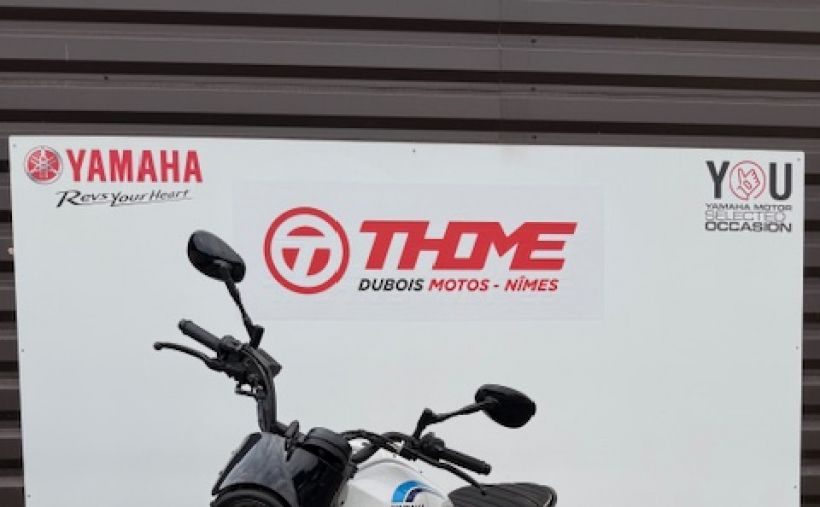 YAMAHA
Revs Your Heart
YOU
YAMAHA MOTOR
SELECTED
OCCASION
THOME
DUBOIS MOTOS - NÎMES